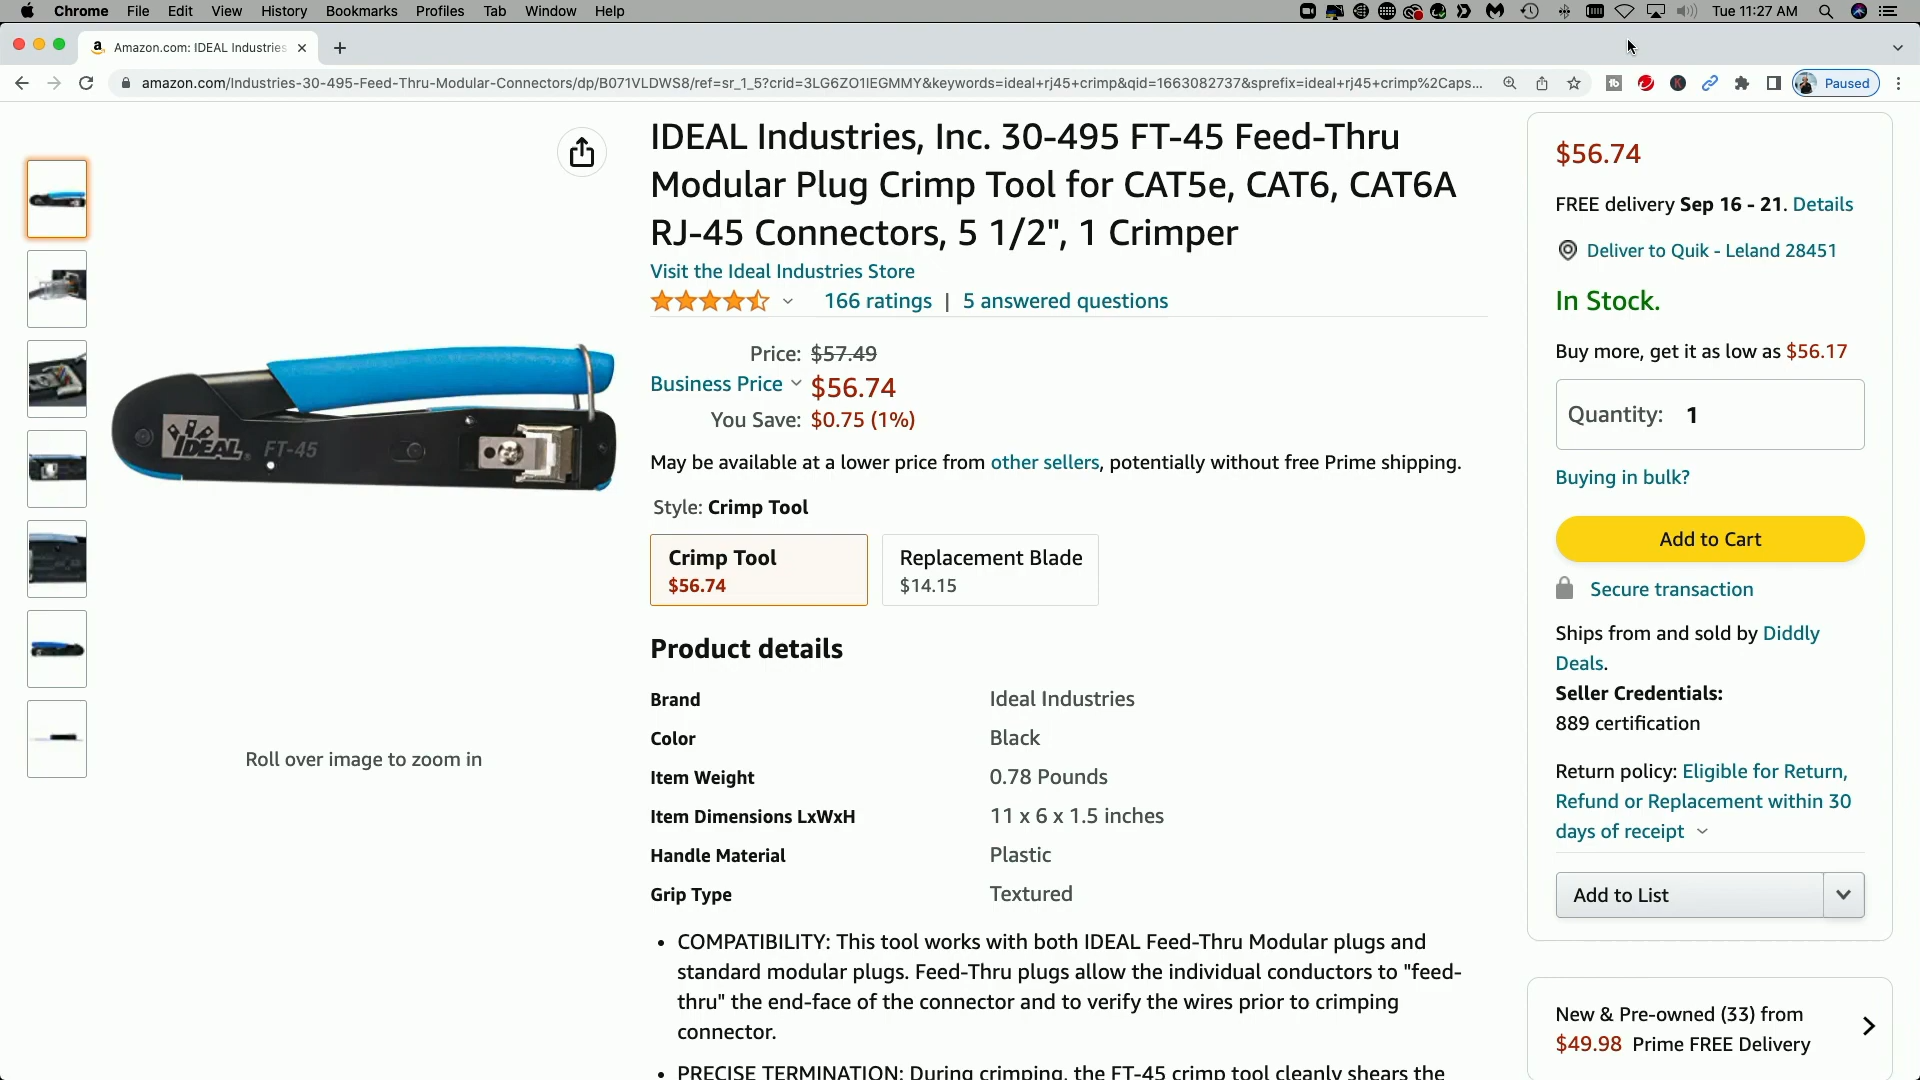 Chrome File Edit View History Bookmarks Profiles Tab Window Help
Tue 11:27 AM
Amazon.com: IDEAL Industries
amazon.com/Industries-30-495-Feed-Thru-Modular-Connectors/dp/B071VLDWS8/ref=sr_1_5?crid=3LG6ZO1IEGMMY&keywords=ideal+rj45+crimp&qid=1663082737&sprefix=ideal+rj45+crimp%2Caps...
Paused
IDEAL Industries, Inc. 30-495 FT-45 Feed-Thru
Modular Plug Crimp Tool for CAT5e, CAT6, CAT6A
RJ-45 Connectors, 5 1/2", 1 Crimper
Visit the Ideal Industries Store
166 ratings | 5 answered questions
Price: $57.49
Business Price $56.74
You Save: $0.75 (1%)
May be available at a lower price from other sellers, potentially without free Prime shipping.
Style: Crimp Tool
Crimp Tool
$56.74
Replacement Blade
$14.15
IDEAL FT-45
Roll over image to zoom in
Product details
Brand Ideal Industries
Color Black
Item Weight 0.78 Pounds
Item Dimensions LxWxH 11 x 6 x 1.5 inches
Handle Material Plastic
Grip Type Textured
• COMPATIBILITY: This tool works with both IDEAL Feed-Thru Modular plugs and
standard modular plugs. Feed-Thru plugs allow the individual conductors to "feed-
thru" the end-face of the connector and to verify the wires prior to crimping
connector.
• PRECISE TERMINATION: During crimping, the FT-45 crimp tool cleanly shears the
$56.74
FREE delivery Sep 16 - 21. Details
Deliver to Quik - Leland 28451
In Stock.
Buy more, get it as low as $56.17
Quantity: 1
Buying in bulk?
Add to Cart
Secure transaction
Ships from and sold by Diddly
Deals.
Seller Credentials:
889 certification
Return policy: Eligible for Return,
Refund or Replacement within 30
days of receipt
Add to List
New & Pre-owned (33) from
$49.98 Prime FREE Delivery